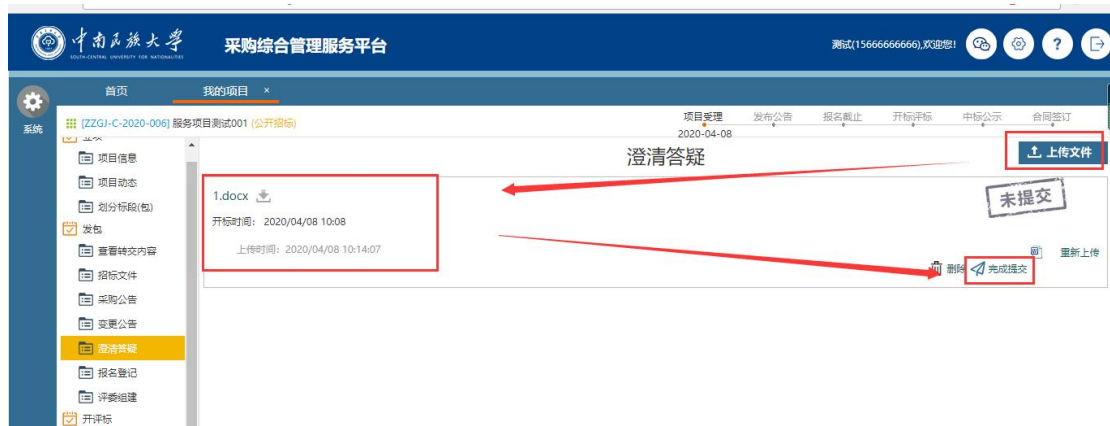 中南民族大学
SOUTH-CENTRAL UNIVERSITY FOR NATIONALITIES
采购综合管理服务平台
测试(15666666666),欢迎您!
?
系统
首页
我的项目 ×
[ZZGJ-C-2020-006] 服务项目测试001 (公开招标)
项目受理 发布公告 报名截止 开标评标 中标公示 合同签订
2020-04-08
项目信息
项目动态
划分标段(包)
发包
查看转交内容
招标文件
采购公告
变更公告
澄清答疑
报名登记
评委组建
开评标
澄清答疑
上传文件
1.docx
开标时间: 2020/04/08 10:08
上传时间: 2020/04/08 10:14:07
未提交
重新上传
删除 完成提交